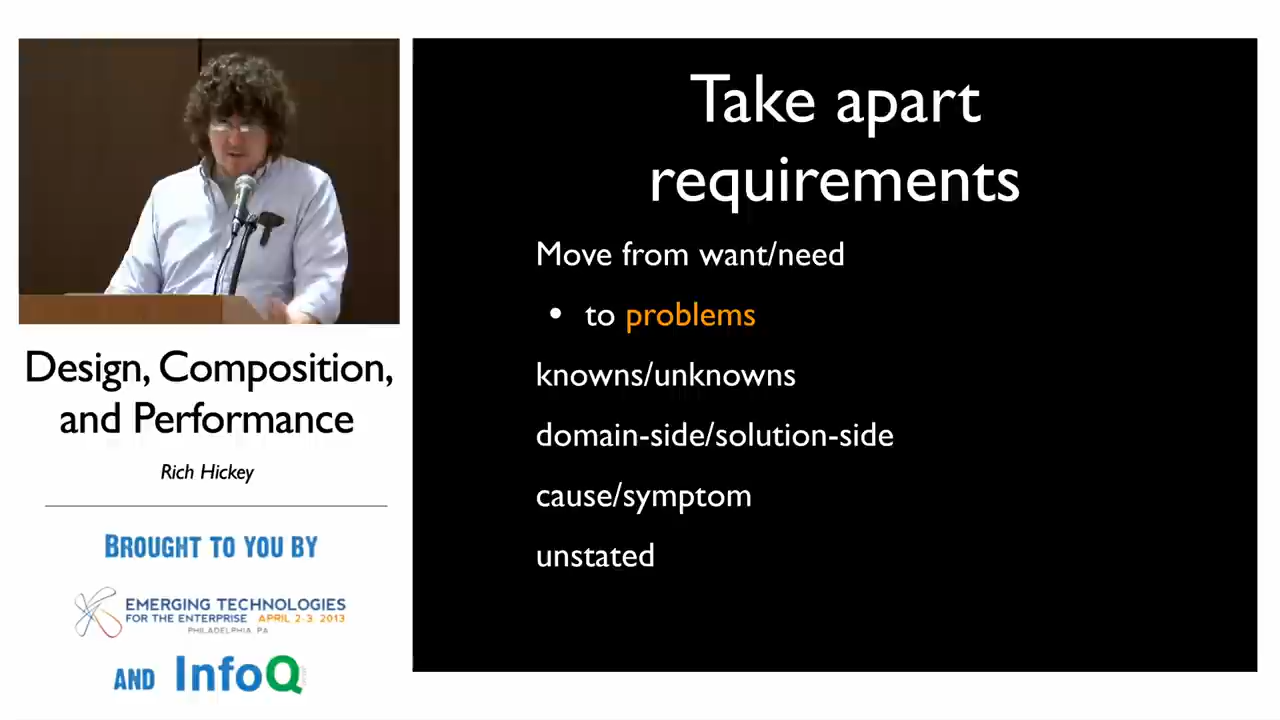 Take apart
requirements
Move from want/need
• to problems
knowns/unknowns
domain-side/solution-side
cause/symptom
unstated
Design, Composition,
and Performance
Rich Hickey
BROUGHT TO YOU BY
EMERGING TECHNOLOGIES
FOR THE ENTERPRISE APRIL 2-3 2013
PHILADELPHIA, PA
AND InfoQ